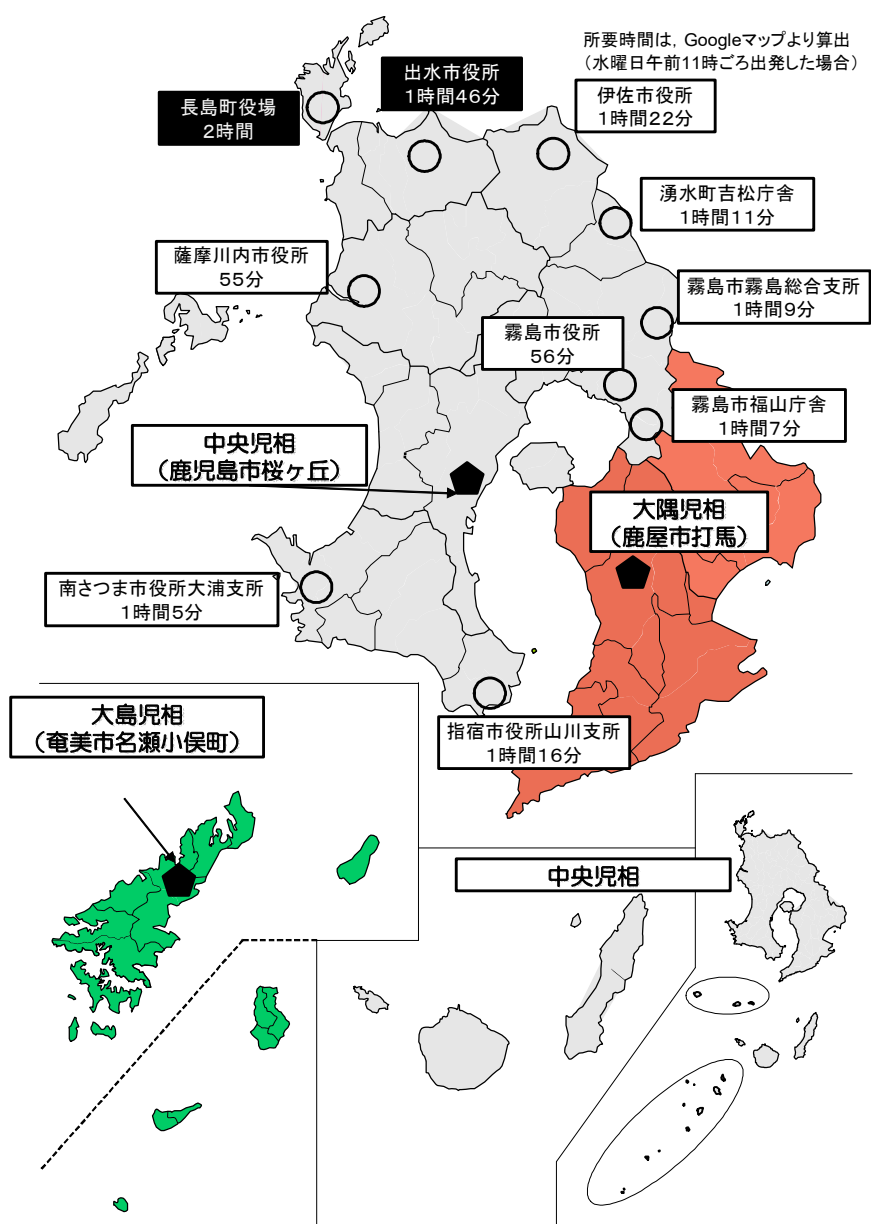 所要時間は，Googleマップより算出
（水曜日午前11時ごろ出発した場合）
出水市役所
1時間46分
長島町役場
2時間
伊佐市役所
1時間22分
湧水町吉松庁舎
1時間11分
薩摩川内市役所
55分
霧島市霧島総合支所
1時間9分
霧島市役所
56分
霧島市福山庁舎
1時間7分
中央児相
（鹿児島市桜ヶ丘）
大隅児相
（鹿屋市打馬）
南さつま市役所大浦支所
1時間5分
指宿市役所山川支所
1時間16分
大島児相
（奄美市名瀬小俣町）
中央児相